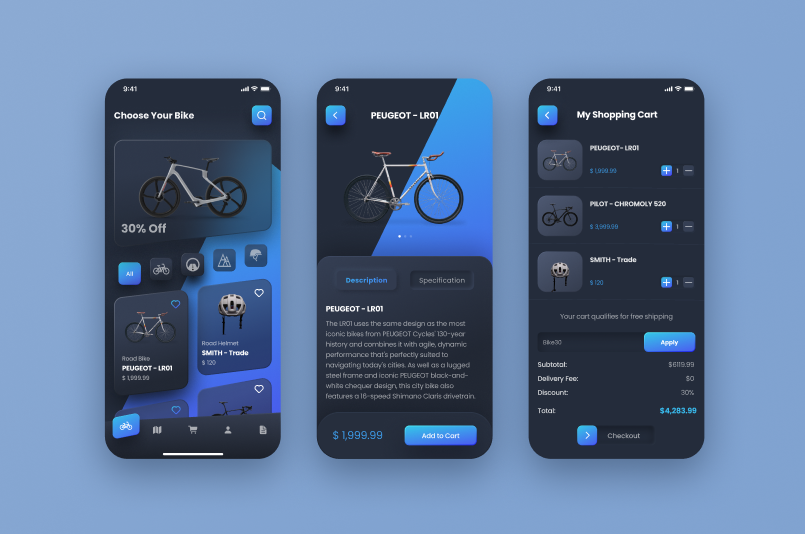 9:41
Choose Your Bike
30% Off
All
Road Bike
PEUGEOT - LR01
$ 1,999.99
Road Helmet
SMITH - Trade
$ 120
9:41
PEUGEOT - LR01
Description
Specification
PEUGEOT - LR01
The LR01 uses the same design as the most
iconic bikes from PEUGEOT Cycles' 130-year
history and combines it with agile, dynamic
performance that's perfectly suited to
navigating today's cities. As well as a lugged
steel frame and iconic PEUGEOT black-and-
white chequer design, this city bike also
features a 16-speed Shimano Claris drivetrain.
$ 1,999.99
Add to Cart
9:41
My Shopping Cart
PEUGEOT- LR01
$ 1,999.99
1
PILOT - CHROMOLY 520
$ 3,999.99
1
SMITH - Trade
$ 120
1
Your cart qualifies for free shipping
Bike30
Apply
Subtotal:
$6119.99
Delivery Fee:
$0
Discount:
30%
Total:
$4,283.99
Checkout